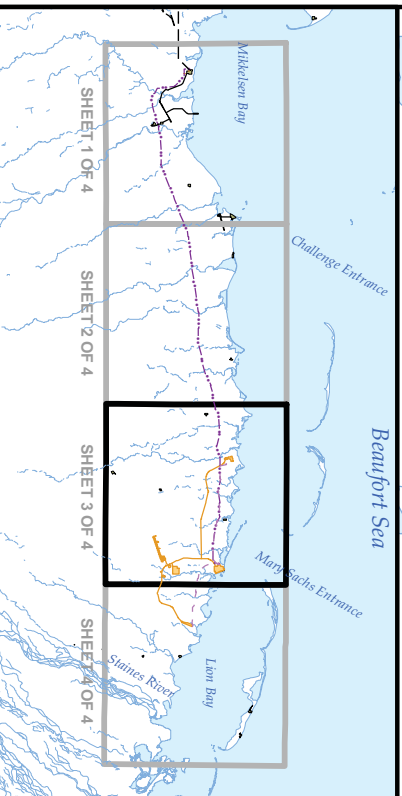 Mikkelsen Bay
SHEET 1 OF 4
Challenge Entrance
SHEET 2 OF 4
Beaufort Sea
SHEET 3 OF 4
Mary Sachs Entrance
SHEET 4 OF 4
Staines River
Lion Bay